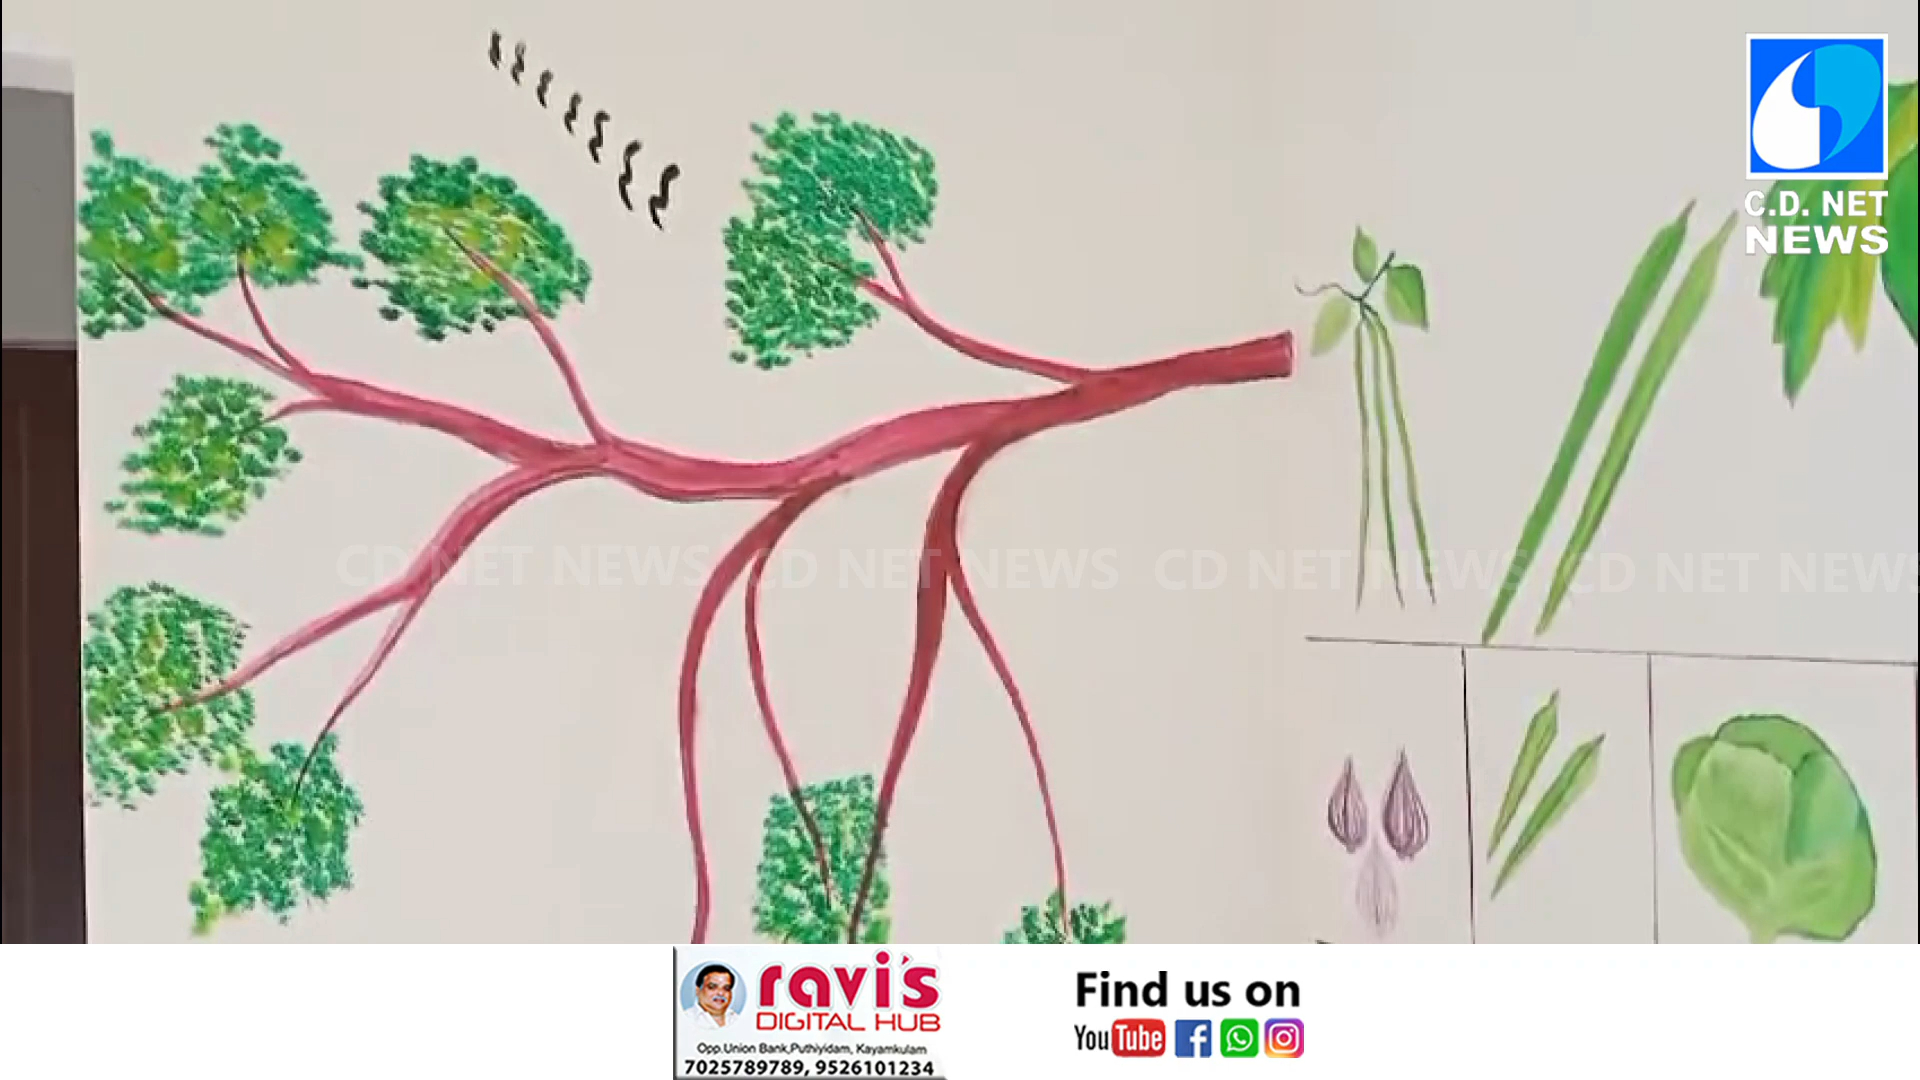 C.D. NET
NEWS
CD NET NEWS CD NET NEWS CD NET NEWS CD NET NEWS
ravi's
DIGITAL HUB
Opp.Union Bank,Puthiyidam, Kayamkulam
7025789789, 9526101234
Find us on
YouTube